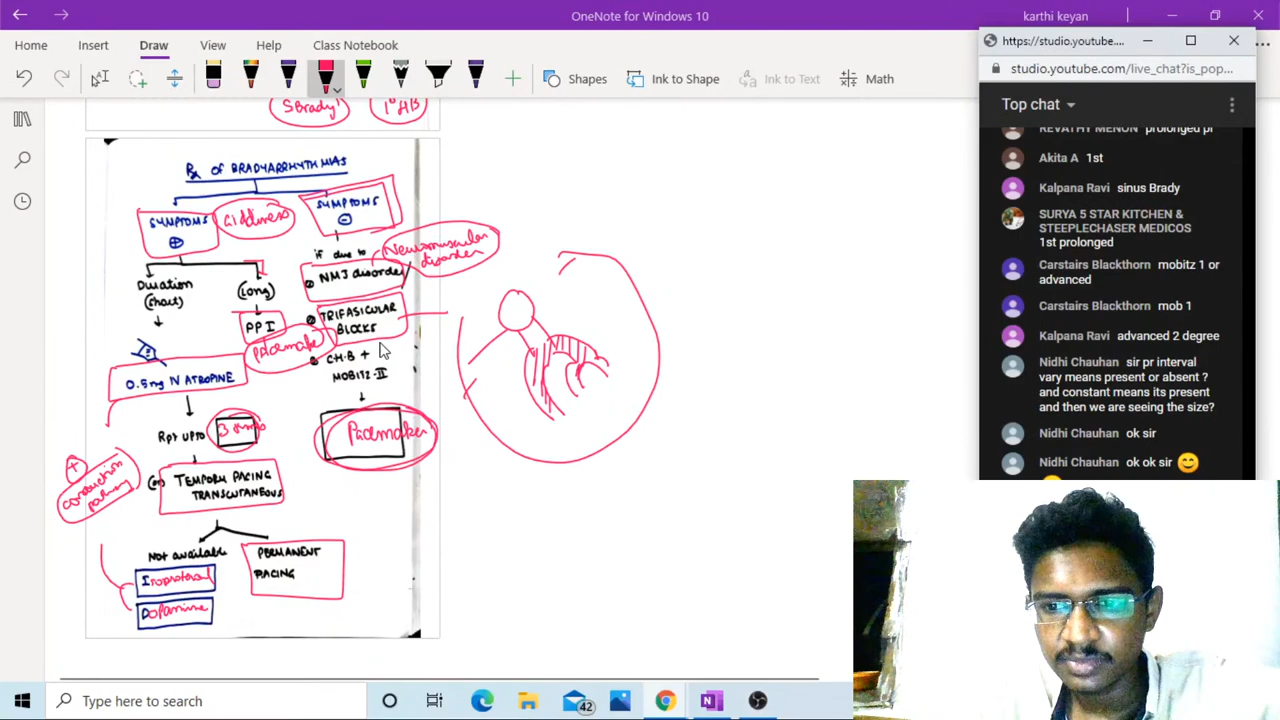 OneNote for Windows 10
karthi keyan
Home
Insert
Draw
View
Help
Class Notebook
Shapes
Ink to Shape
Ink to Text
Math
SBrady
1° HB
Rx OF BRADYARRHYTHMIAS
SYMPTOMS
+
Giddiness
SYMPTOMS
-
Duration
(short)
(Long)
PPI
Pacemaker
if due to
Neuromuscular
disorder
NMJ disorder
TRIFASICULAR
BLOCKS
C.H.B +
MOBITZ-II
Pacemaker
0.5mg IV ATROPINE
Rpt upto
3 times
(or)
TEMPORY PACING
TRANSCUTANEOUS
+
conduction
pathway
Not available
Isoproterenol
Dopamine
PERMANENT
PACING
https://studio.youtube....
studio.youtube.com/live_chat?is_pop...
Top chat
REVATHY MENON prolonged pr
Akita A 1st
Kalpana Ravi sinus Brady
SURYA 5 STAR KITCHEN &
STEEPLECHASER MEDICOS
1st prolonged
Carstairs Blackthorn mobitz 1 or
advanced
Carstairs Blackthorn mob 1
Kalpana Ravi advanced 2 degree
Nidhi Chauhan sir pr interval
vary means present or absent ?
and constant means its present
and then we are seeing the size?
Nidhi Chauhan ok sir
Nidhi Chauhan ok ok sir 😊
Type here to search
42